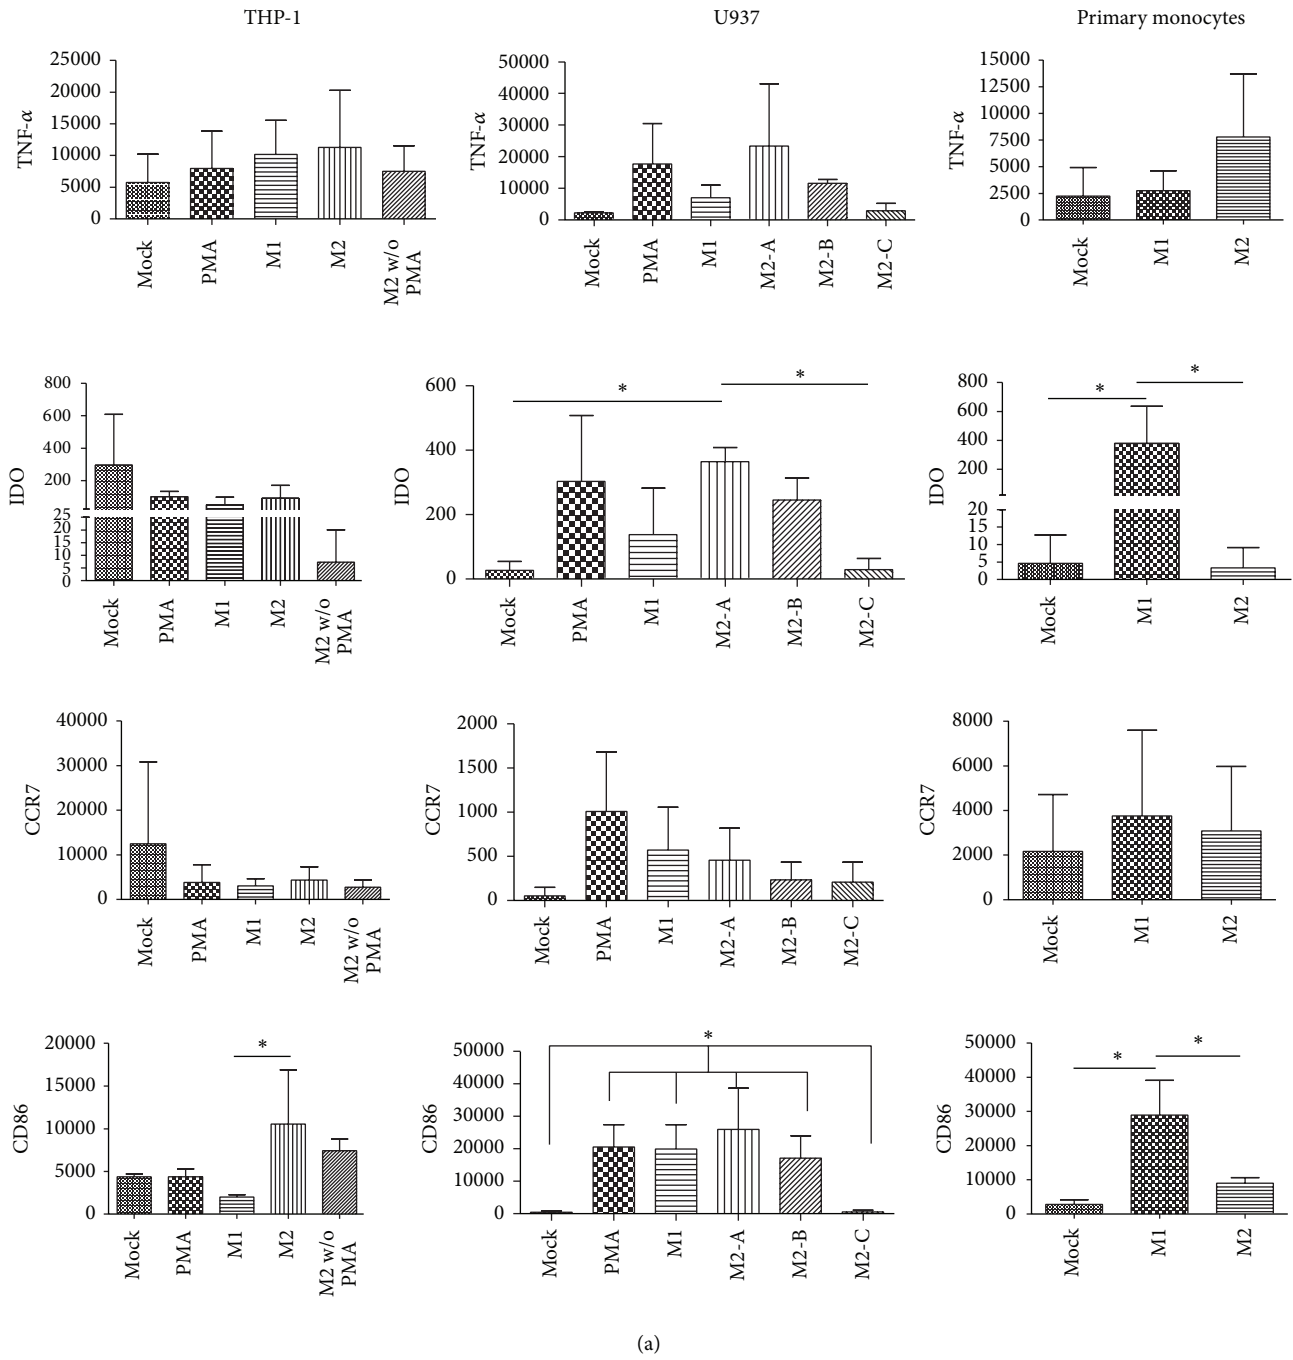 THP-1
U937
Primary monocytes
TNF-α
25000
20000
15000
10000
5000
0
Mock
PMA
M1
M2
M2 w/o
PMA
TNF-α
50000
40000
30000
20000
10000
0
Mock
PMA
M1
M2-A
M2-B
M2-C
TNF-α
15000
12500
10000
7500
5000
2500
0
Mock
M1
M2
IDO
800
600
400
200
25
20
15
10
5
0
Mock
PMA
M1
M2
M2 w/o
PMA
IDO
600
400
200
0
*
*
Mock
PMA
M1
M2-A
M2-B
M2-C
IDO
800
600
400
200
20
15
10
5
0
*
*
Mock
M1
M2
CCR7
40000
30000
20000
10000
0
Mock
PMA
M1
M2
M2 w/o
PMA
CCR7
2000
1500
1000
500
0
Mock
PMA
M1
M2-A
M2-B
M2-C
CCR7
8000
6000
4000
2000
0
Mock
M1
M2
CD86
20000
15000
10000
5000
0
*
Mock
PMA
M1
M2
M2 w/o
PMA
CD86
50000
40000
30000
20000
10000
0
*
Mock
PMA
M1
M2-A
M2-B
M2-C
CD86
50000
40000
30000
20000
10000
0
*
*
Mock
M1
M2
(a)